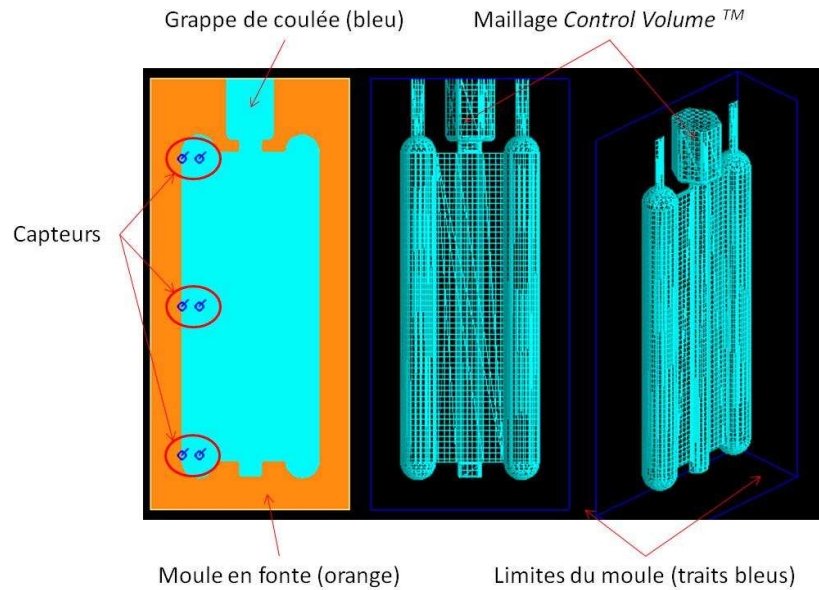 Grappe de coulée (bleu)
Maillage Control Volume TM
Capteurs
Moule en fonte (orange)
Limites du moule (traits bleus)